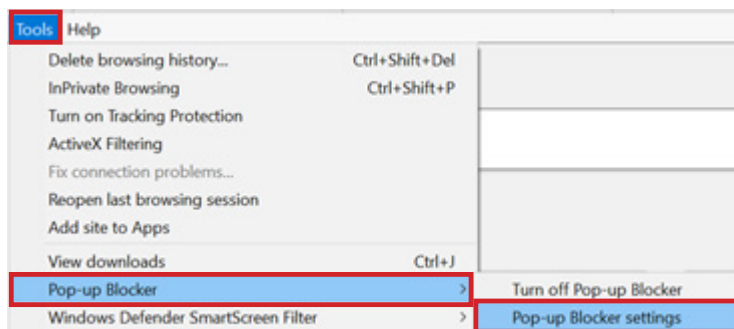 Tools Help
Delete browsing history... Ctrl+Shift+Del
InPrivate Browsing Ctrl+Shift+P
Turn on Tracking Protection
ActiveX Filtering
Fix connection problems...
Reopen last browsing session
Add site to Apps
View downloads Ctrl+J
Pop-up Blocker > Turn off Pop-up Blocker
Windows Defender SmartScreen Filter > Pop-up Blocker settings